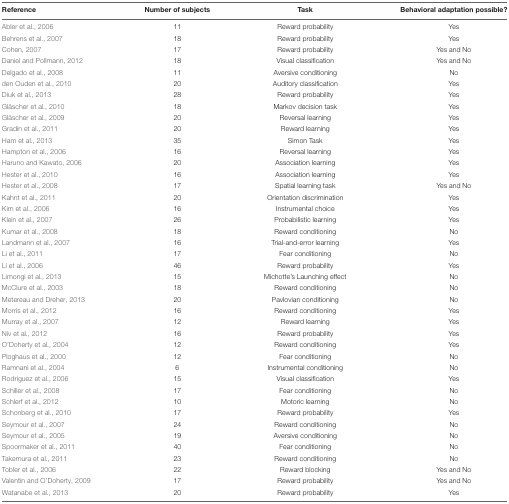 Reference Number of subjects Task Behavioral adaptation possible?
Abler et al., 2006 11 Reward probability Yes
Behrens et al., 2007 18 Reward probability Yes
Cohen, 2007 17 Reward probability Yes and No
Daniel and Pollmann, 2012 18 Visual classification Yes and No
Delgado et al., 2008 11 Aversive conditioning No
den Ouden et al., 2010 20 Auditory classification Yes
Diuk et al., 2013 28 Reward probability Yes
Gläscher et al., 2010 18 Markov decision task Yes
Gläscher et al., 2009 20 Reversal learning Yes
Gradin et al., 2011 20 Reward learning Yes
Ham et al., 2013 35 Simon Task Yes
Hampton et al., 2006 16 Reversal learning Yes
Haruno and Kawato, 2006 20 Association learning Yes
Hester et al., 2010 16 Association learning Yes
Hester et al., 2008 17 Spatial learning task Yes and No
Kahnt et al., 2011 20 Orientation discrimination Yes
Kim et al., 2006 16 Instrumental choice Yes
Klein et al., 2007 26 Probabilistic learning Yes
Kumar et al., 2008 18 Reward conditioning No
Landmann et al., 2007 16 Trial-and-error learning Yes
Li et al., 2011 17 Fear conditioning No
Li et al., 2006 46 Reward probability Yes
Limongi et al., 2013 15 Michotte's Launching effect No
McClure et al., 2003 18 Reward conditioning No
Metereau and Dreher, 2013 20 Pavlovian conditioning No
Morris et al., 2012 16 Reward conditioning Yes
Murray et al., 2007 12 Reward learning Yes
Niv et al., 2012 16 Reward probability Yes
O'Doherty et al., 2004 12 Reward conditioning Yes
Ploghaus et al., 2000 12 Fear conditioning No
Ramnani et al., 2004 6 Instrumental conditioning No
Rodriguez et al., 2006 15 Visual classification Yes
Schiller et al., 2008 17 Fear conditioning No
Schlerf et al., 2012 10 Motoric learning No
Schonberg et al., 2010 17 Reward probability Yes
Seymour et al., 2007 24 Reward conditioning No
Seymour et al., 2005 19 Aversive conditioning No
Spoormaker et al., 2011 40 Fear conditioning No
Takemura et al., 2011 23 Reward conditioning No
Tobler et al., 2006 22 Reward blocking Yes and No
Valentin and O'Doherty, 2009 17 Reward probability Yes and No
Watanabe et al., 2013 20 Reward probability Yes